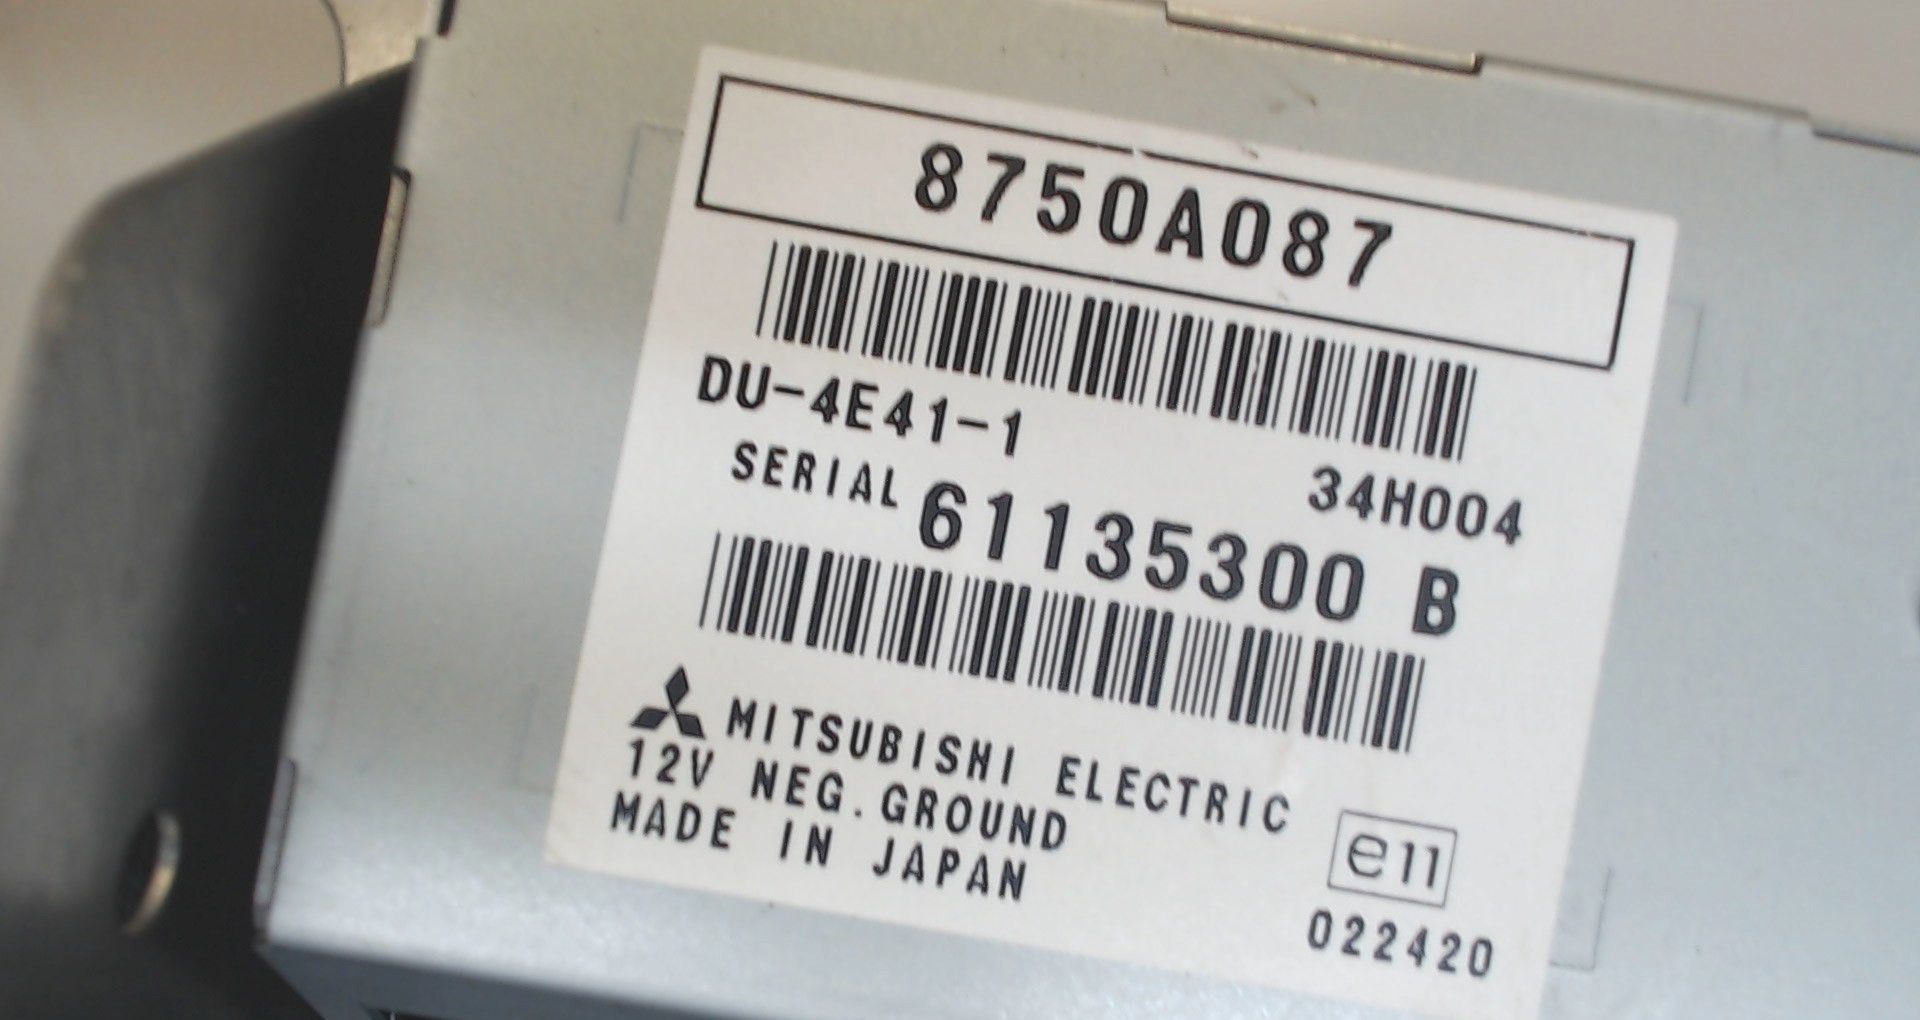 8750A087
DU-4E41-1
34H004
SERIAL 61135300 B
MITSUBISHI ELECTRIC
12V NEG.GROUND
MADE IN JAPAN
e11
022420